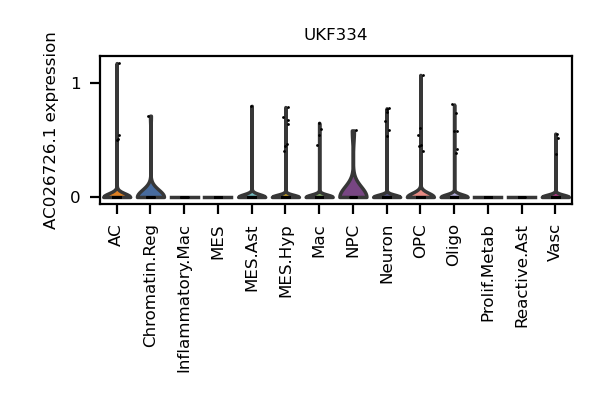 UKF334
AC026726.1 expression
1
0
AC
Chromatin.Reg
Inflammatory.Mac
MES
MES.Ast
MES.Hyp
Mac
NPC
Neuron
OPC
Oligo
Prolif.Metab
Reactive.Ast
Vasc